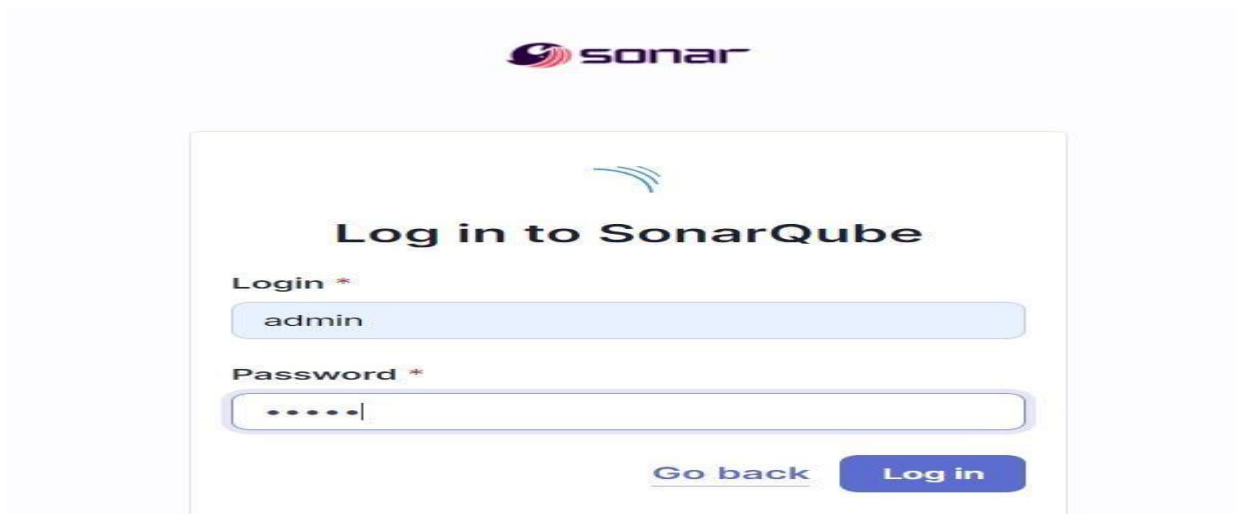 sonar
Log in to SonarQube
Login *
admin
Password *
•••••
Go back Log in